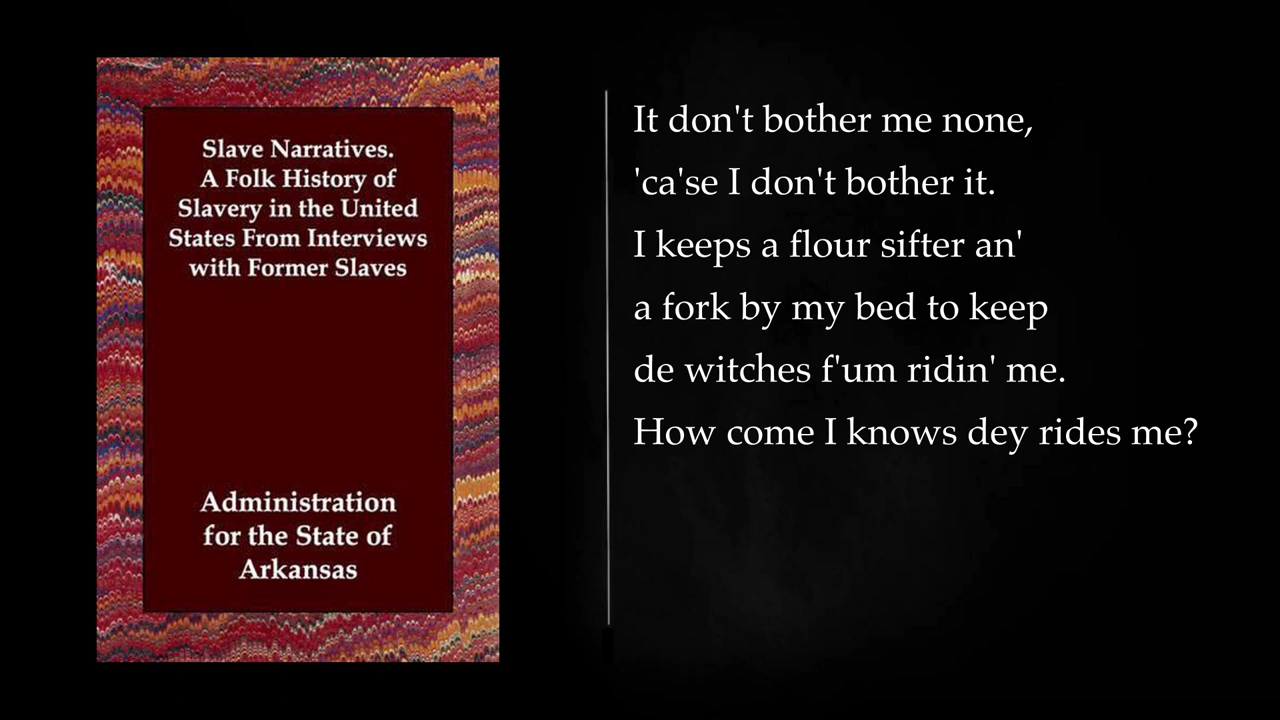 Slave Narratives.
A Folk History of
Slavery in the United
States From Interviews
with Former Slaves
Administration
for the State of
Arkansas
It don't bother me none,
'ca'se I don't bother it.
I keeps a flour sifter an'
a fork by my bed to keep
de witches f'um ridin' me.
How come I knows dey rides me?